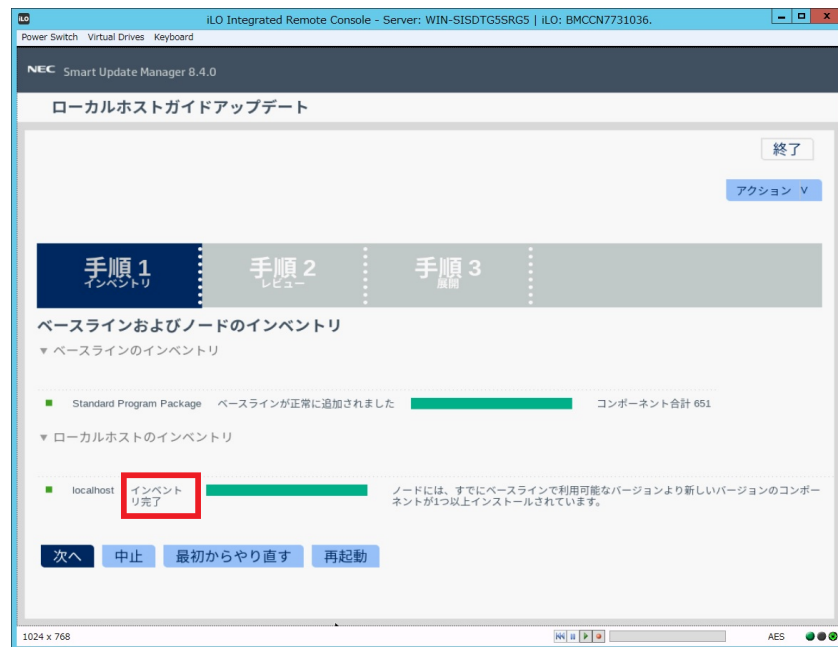 iLO
iLO Integrated Remote Console - Server: WIN-SISDTG5SRG5 | iLO: BMCCN7731036.
Power Switch Virtual Drives Keyboard
NEC Smart Update Manager 8.4.0
ローカルホストガイドアップデート
終了
アクション ∨
手順 1
インベントリ
手順 2
レビュー
手順 3
展開
ベースラインおよびノードのインベントリ
▼ ベースラインのインベントリ
Standard Program Package ベースラインが正常に追加されました コンポーネント合計 651
▼ ローカルホストのインベントリ
localhost インベント
リ完了
ノードには、すでにベースラインで利用可能なバージョンより新しいバージョンのコンポー
ネントが1つ以上インストールされています。
次へ 中止 最初からやり直す 再起動
1024 x 768 AES